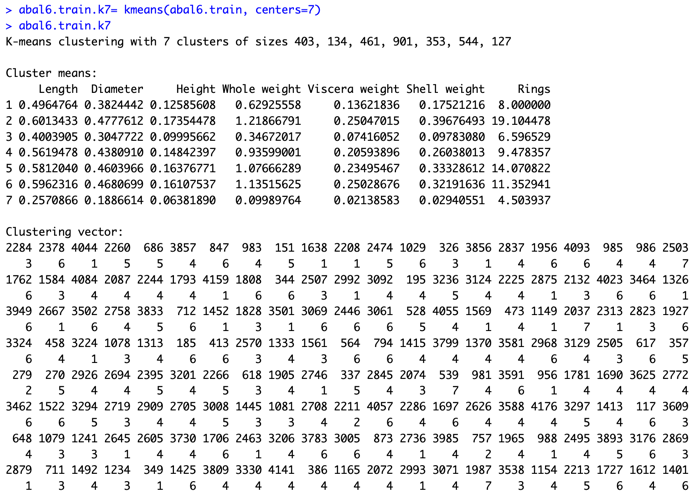 > abal6.train.k7= kmeans(abal6.train, centers=7)
> abal6.train.k7
K-means clustering with 7 clusters of sizes 403, 134, 461, 901, 353, 544, 127
Cluster means:
Length Diameter Height Whole weight Viscera weight Shell weight Rings
1 0.4964764 0.3824442 0.12585608 0.62925558 0.13621836 0.17521216 8.000000
2 0.6013433 0.4777612 0.17354478 1.21866791 0.25047015 0.39676493 19.104478
3 0.4003905 0.3047722 0.09995662 0.34672017 0.07416052 0.09783080 6.596529
4 0.5619478 0.4380910 0.14842397 0.93599001 0.20593896 0.26038013 9.478357
5 0.5812040 0.4603966 0.16376771 1.07666289 0.23495467 0.33328612 14.070822
6 0.5962316 0.4680699 0.16107537 1.13515625 0.25028676 0.32191636 11.352941
7 0.2570866 0.1886614 0.06381890 0.09989764 0.02138583 0.02940551 4.503937
Clustering vector:
2284 2378 4044 2260 686 3857 847 983 151 1638 2208 2474 1029 326 3856 2837 1956 4093 985 986 2503
3 6 1 5 5 4 6 4 5 1 1 5 6 3 1 4 6 6 4 4 7
1762 1584 4084 2087 2244 1793 4159 1808 344 2507 2992 3092 195 3236 3124 2225 2875 2132 4023 3464 1326
6 3 4 4 4 4 1 6 6 3 1 4 4 5 4 4 1 3 6 6 1
3949 2667 3502 2758 3833 712 1452 1828 3501 3069 2446 3061 528 4055 1569 473 1149 2037 2313 2823 1927
6 1 6 4 5 6 1 3 1 6 6 6 5 4 1 4 1 7 1 3 6
3324 458 3224 1078 1313 185 413 2570 1333 1561 564 794 1415 3799 1370 3581 2968 3129 2505 617 357
6 4 1 3 4 6 6 3 4 3 6 4 4 4 4 4 6 4 3 6 5
279 270 2926 2694 2395 3201 2266 618 1905 2746 337 2845 2074 539 981 3591 956 1781 1690 3625 2772
2 5 4 4 5 4 5 3 4 1 5 4 3 7 4 6 1 4 4 4 4
3462 1522 3294 2719 2909 2705 3008 1445 1081 2708 2211 4057 2286 1697 2626 3588 4176 3297 1413 117 3609
6 6 5 3 4 4 5 3 3 4 2 6 4 6 4 4 4 5 4 6 3
648 1079 1241 2645 2605 3730 1706 2463 3206 3783 3005 873 2736 3985 757 1965 988 2495 3893 3176 2869
4 3 3 1 4 4 6 1 1 6 6 4 1 4 2 4 1 4 5 6 3
2879 711 1492 1234 349 1425 3809 3330 4141 386 1165 2072 2993 3071 1987 3538 1154 2213 1727 1612 1401
1 3 4 3 1 6 4 4 4 4 4 4 1 4 7 3 4 5 6 4 6